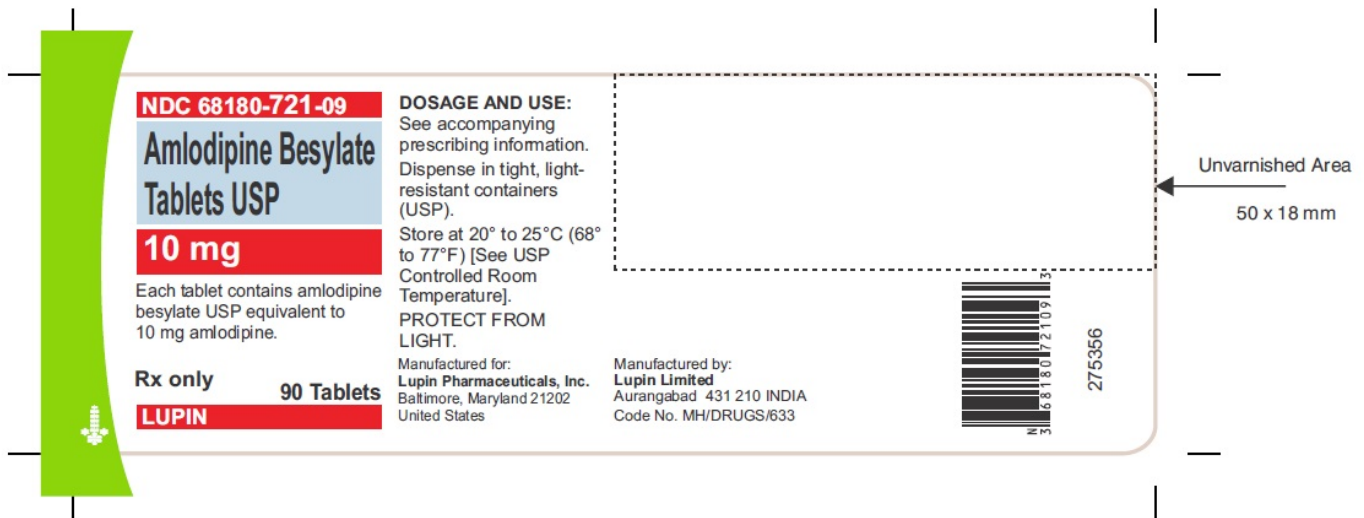 NDC 68180-721-09
Amlodipine Besylate
Tablets USP
10 mg
Each tablet contains amlodipine
besylate USP equivalent to
10 mg amlodipine.
Rx only
90 Tablets
LUPIN
DOSAGE AND USE:
See accompanying
prescribing information.
Dispense in tight, light-
resistant containers
(USP).
Store at 20° to 25°C (68°
to 77°F) [See USP
Controlled Room
Temperature].
PROTECT FROM
LIGHT.
Manufactured for:
Lupin Pharmaceuticals, Inc.
Baltimore, Maryland 21202
United States
Manufactured by:
Lupin Limited
Aurangabad 431 210 INDIA
Code No. MH/DRUGS/633
N
3 68180 72109 3
275356
Unvarnished Area
50 x 18 mm